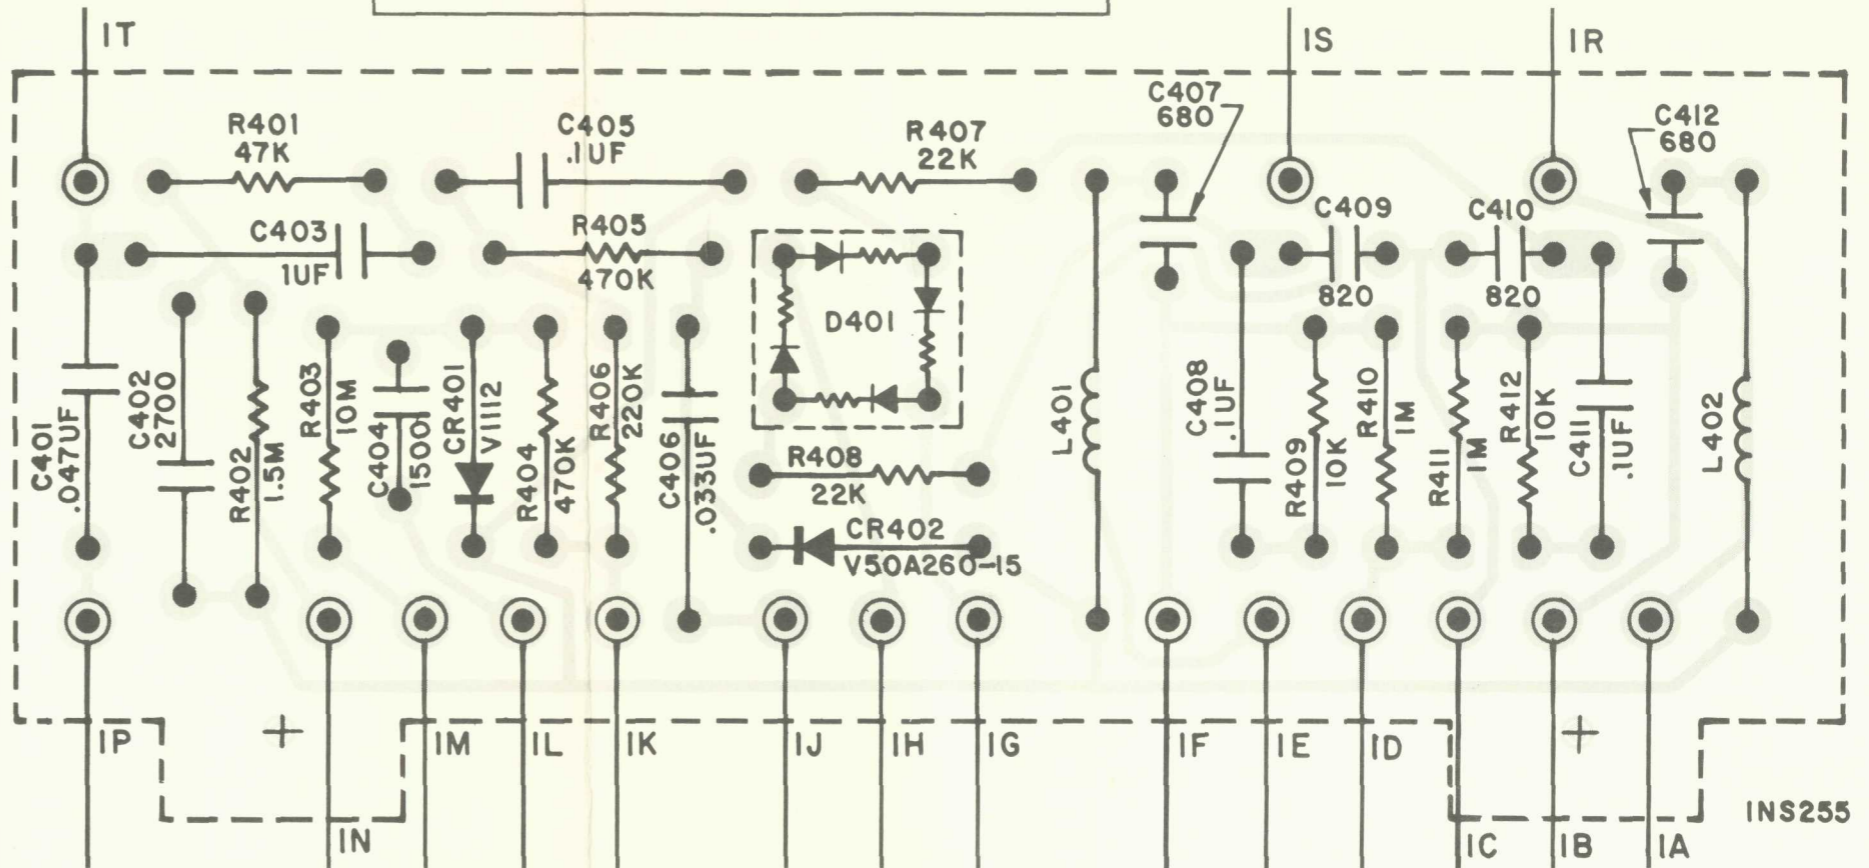 IT
IS
IR
R401
47K
C405
.1UF
R407
22K
C407
680
C412
680
C403
1UF
R405
470K
C409
820
C410
820
D401
C401
.047UF
C402
2700
R402
1.5M
R403
10M
C404
1500
CR401
V1112
R404
470K
R406
220K
C406
.033UF
R408
22K
CR402
V50A260-15
L401
C408
.1UF
R409
10K
R410
1M
R411
1M
R412
10K
C411
.1UF
L402
IP
IM
IL
IK
IJ
IH
IG
IF
IE
ID
IN
IC
IB
IA
INS255